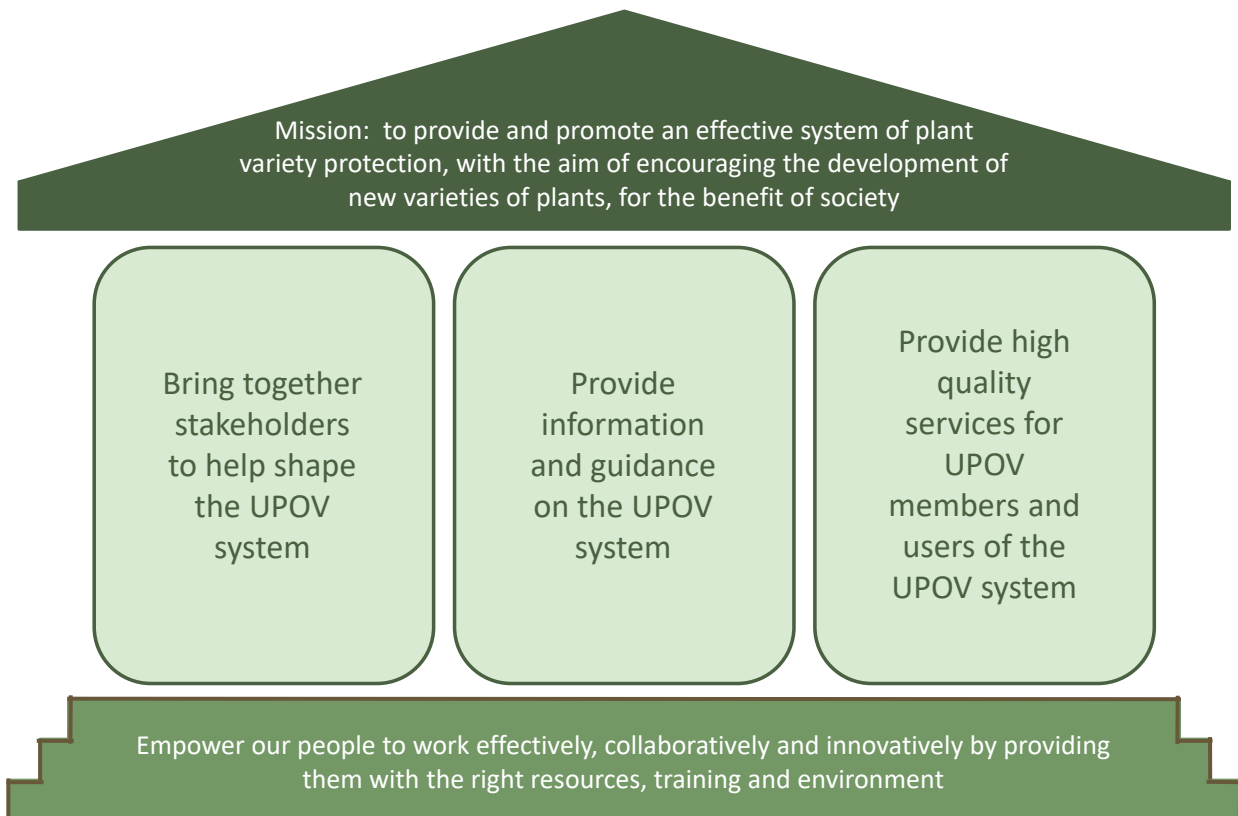 Mission:  to provide and promote an effective system of plant
variety protection, with the aim of encouraging the development of
new varieties of plants, for the benefit of society
Bring together
stakeholders
to help shape
the UPOV
system
Provide
information
and guidance
on the UPOV
system
Provide high
quality
services for
UPOV
members and
users of the
UPOV system
Empower our people to work effectively, collaboratively and innovatively by providing
them with the right resources, training and environment